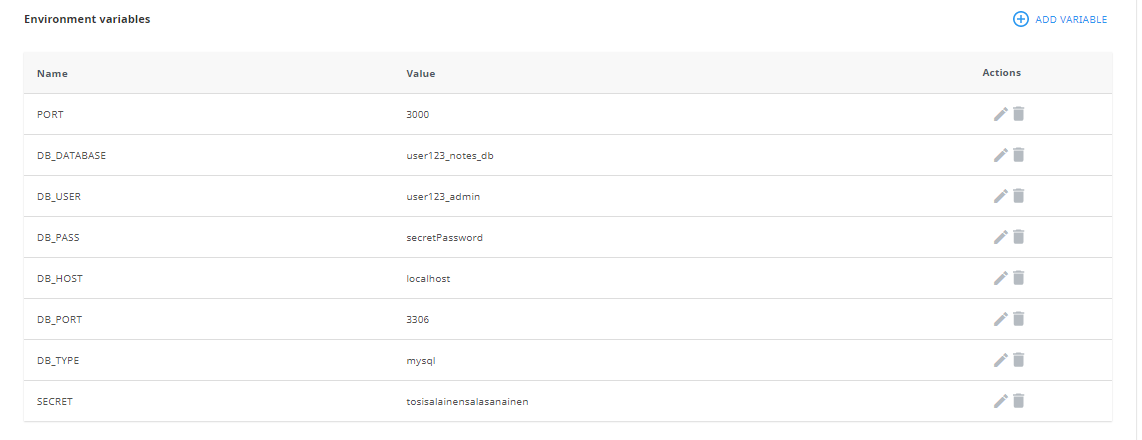 Environment variables ADD VARIABLE
Name Value Actions
PORT 3000
DB_DATABASE user123_notes_db
DB_USER user123_admin
DB_PASS secretPassword
DB_HOST localhost
DB_PORT 3306
DB_TYPE mysql
SECRET tosisalainensalasanainen